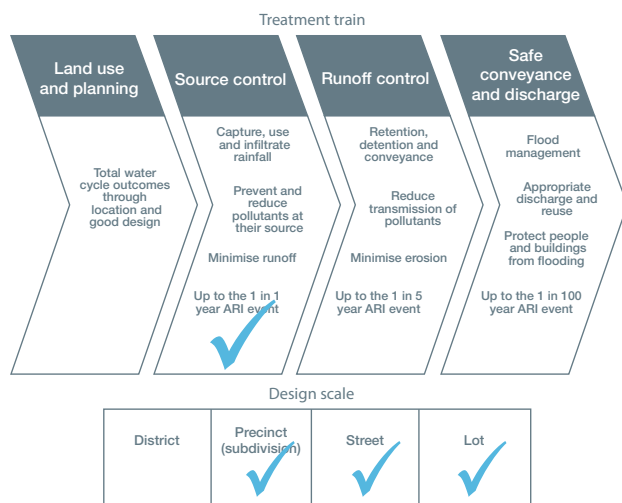 Treatment train
Land use
and planning
Total water
cycle outcomes
through
location and
good design
Source control
Capture, use
and infiltrate
rainfall
Prevent and
reduce
pollutants at
their source
Minimise runoff
Up to the 1 in 1
year ARI event
Runoff control
Retention,
detention and
conveyance
Reduce
transmission of
pollutants
Minimise erosion
Up to the 1 in 5
year ARI event
Safe
conveyance
and discharge
Flood
management
Appropriate
discharge and
reuse
Protect people
and buildings
from flooding
Up to the 1 in 100
year ARI event
Design scale
District
Precinct
(subdivision)
Street
Lot